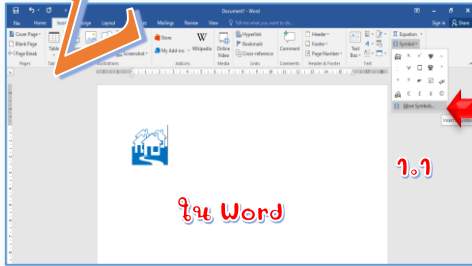 Document1 - Word
File Home Insert Design Layout Mailings Review View Tell me what you want to do... Sign in Share
Cover Page
Blank Page
Page Break
Pages
Table
Screenshot
Store
My Add-ins
Add-ins
Wikipedia
Online Video
Media
Hyperlink
Bookmark
Cross-reference
Links
Comment
Comments
Header
Footer
Page Number
Header & Footer
Text Box
Text
Equation
Symbol
More Symbols...
1.1
ใน Word